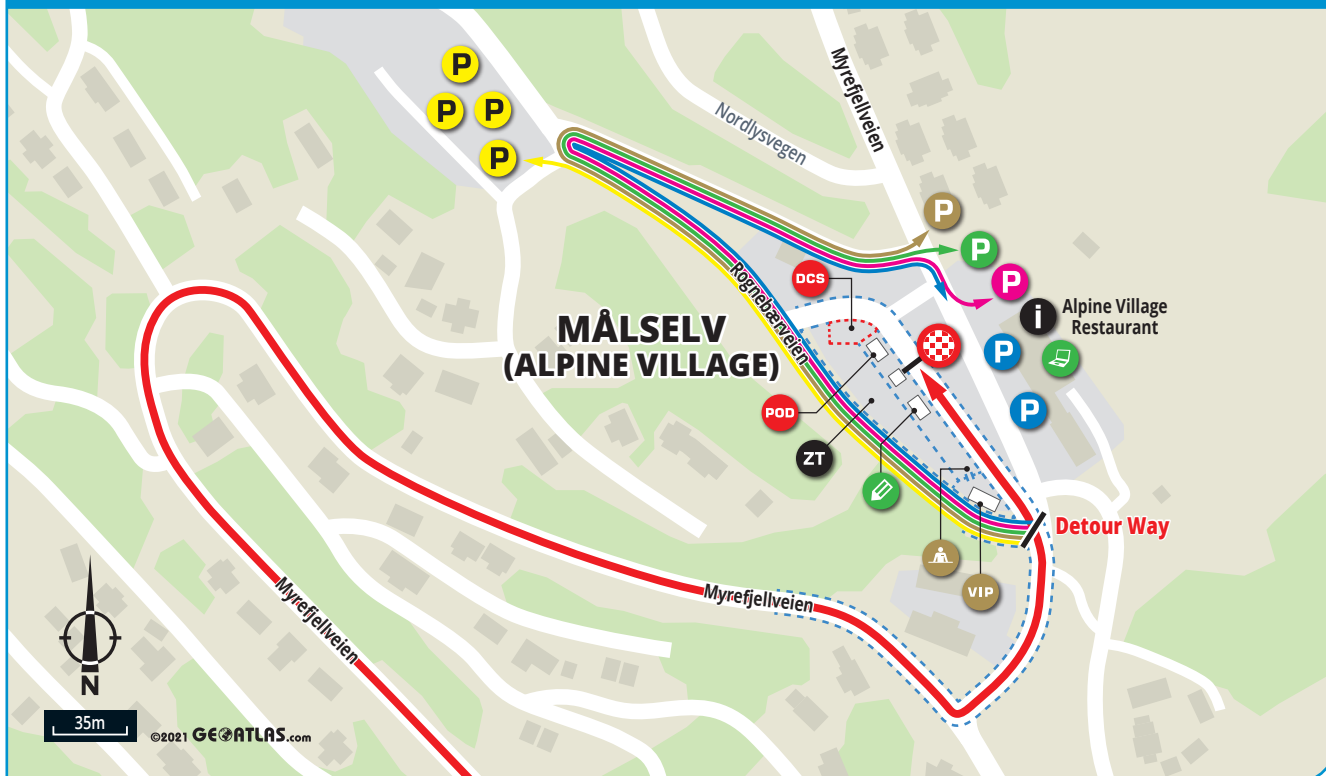 P
P
P
P
Nordlysvegen
Myrefjellveien
P
P
P
DCS
i
Alpine Village
Restaurant
Rognebærveien
MÅLSELV
(ALPINE VILLAGE)
P
P
POD
ZT
Detour Way
VIP
Myrefjellveien
Myrefjellveien
N
35m
©2021 GEOATLAS.com